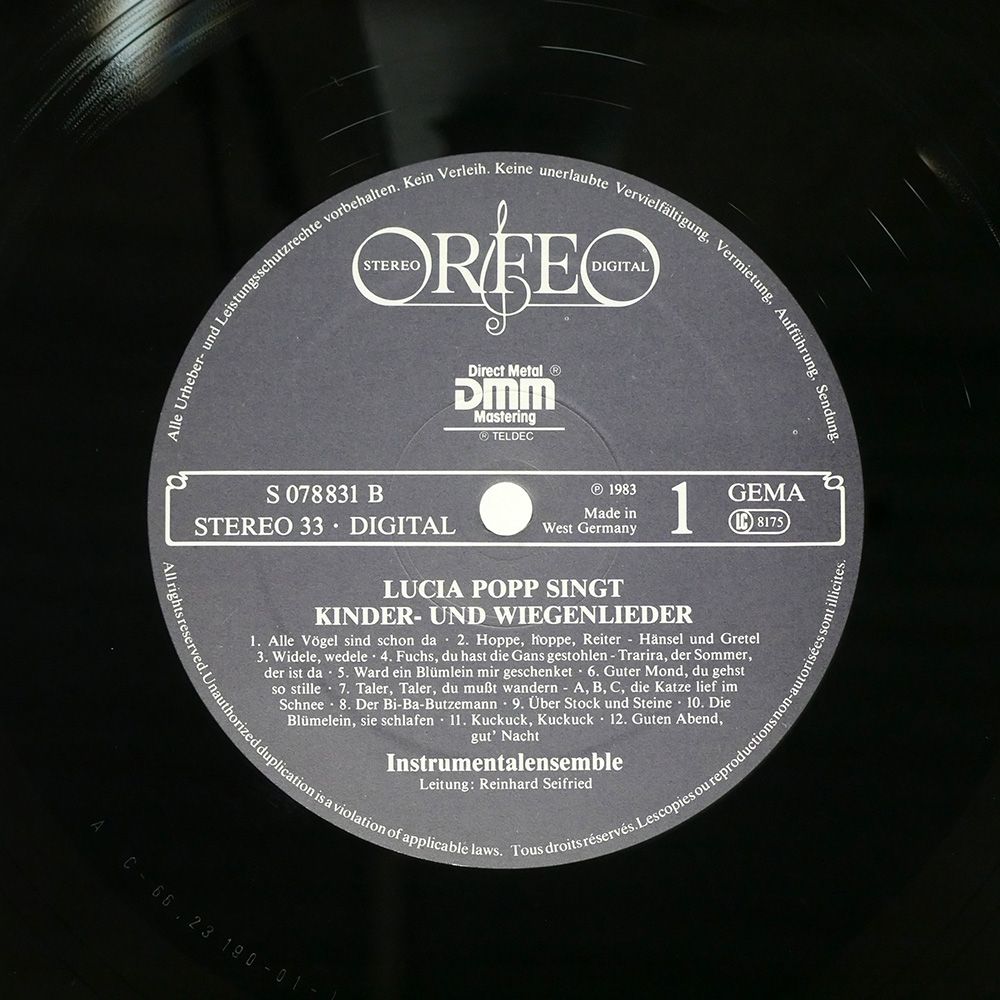 Alle Urheber- und Leistungsschutzrechte vorbehalten. Kein Verleih. Keine unerlaubte Vervielfältigung, Vermietung, Aufführung, Sendung.
STEREO ORFEO DIGITAL
Direct Metal ®
DMM
Mastering
® TELDEC
S 078831 B
STEREO 33 · DIGITAL
℗ 1983
Made in
West Germany
1
GEMA
LC 8175
LUCIA POPP SINGT
KINDER- UND WIEGENLIEDER
1. Alle Vögel sind schon da · 2. Hoppe, hoppe, Reiter - Hänsel und Gretel
3. Widele, wedele · 4. Fuchs, du hast die Gans gestohlen - Trarira, der Sommer,
der ist da · 5. Ward ein Blümlein mir geschenket · 6. Guter Mond, du gehst
so stille · 7. Taler, Taler, du mußt wandern - A, B, C, die Katze lief im
Schnee · 8. Der Bi-Ba-Butzemann · 9. Über Stock und Steine · 10. Die
Blümelein, sie schlafen · 11. Kuckuck, Kuckuck · 12. Guten Abend,
gut' Nacht
Instrumentalensemble
Leitung: Reinhard Seifried
All rights reserved. Unauthorized duplication is a violation of applicable laws. Tous droits réservés. Les copies ou reproductions non-autorisées sont illicites.
A C-66.23190-01-1